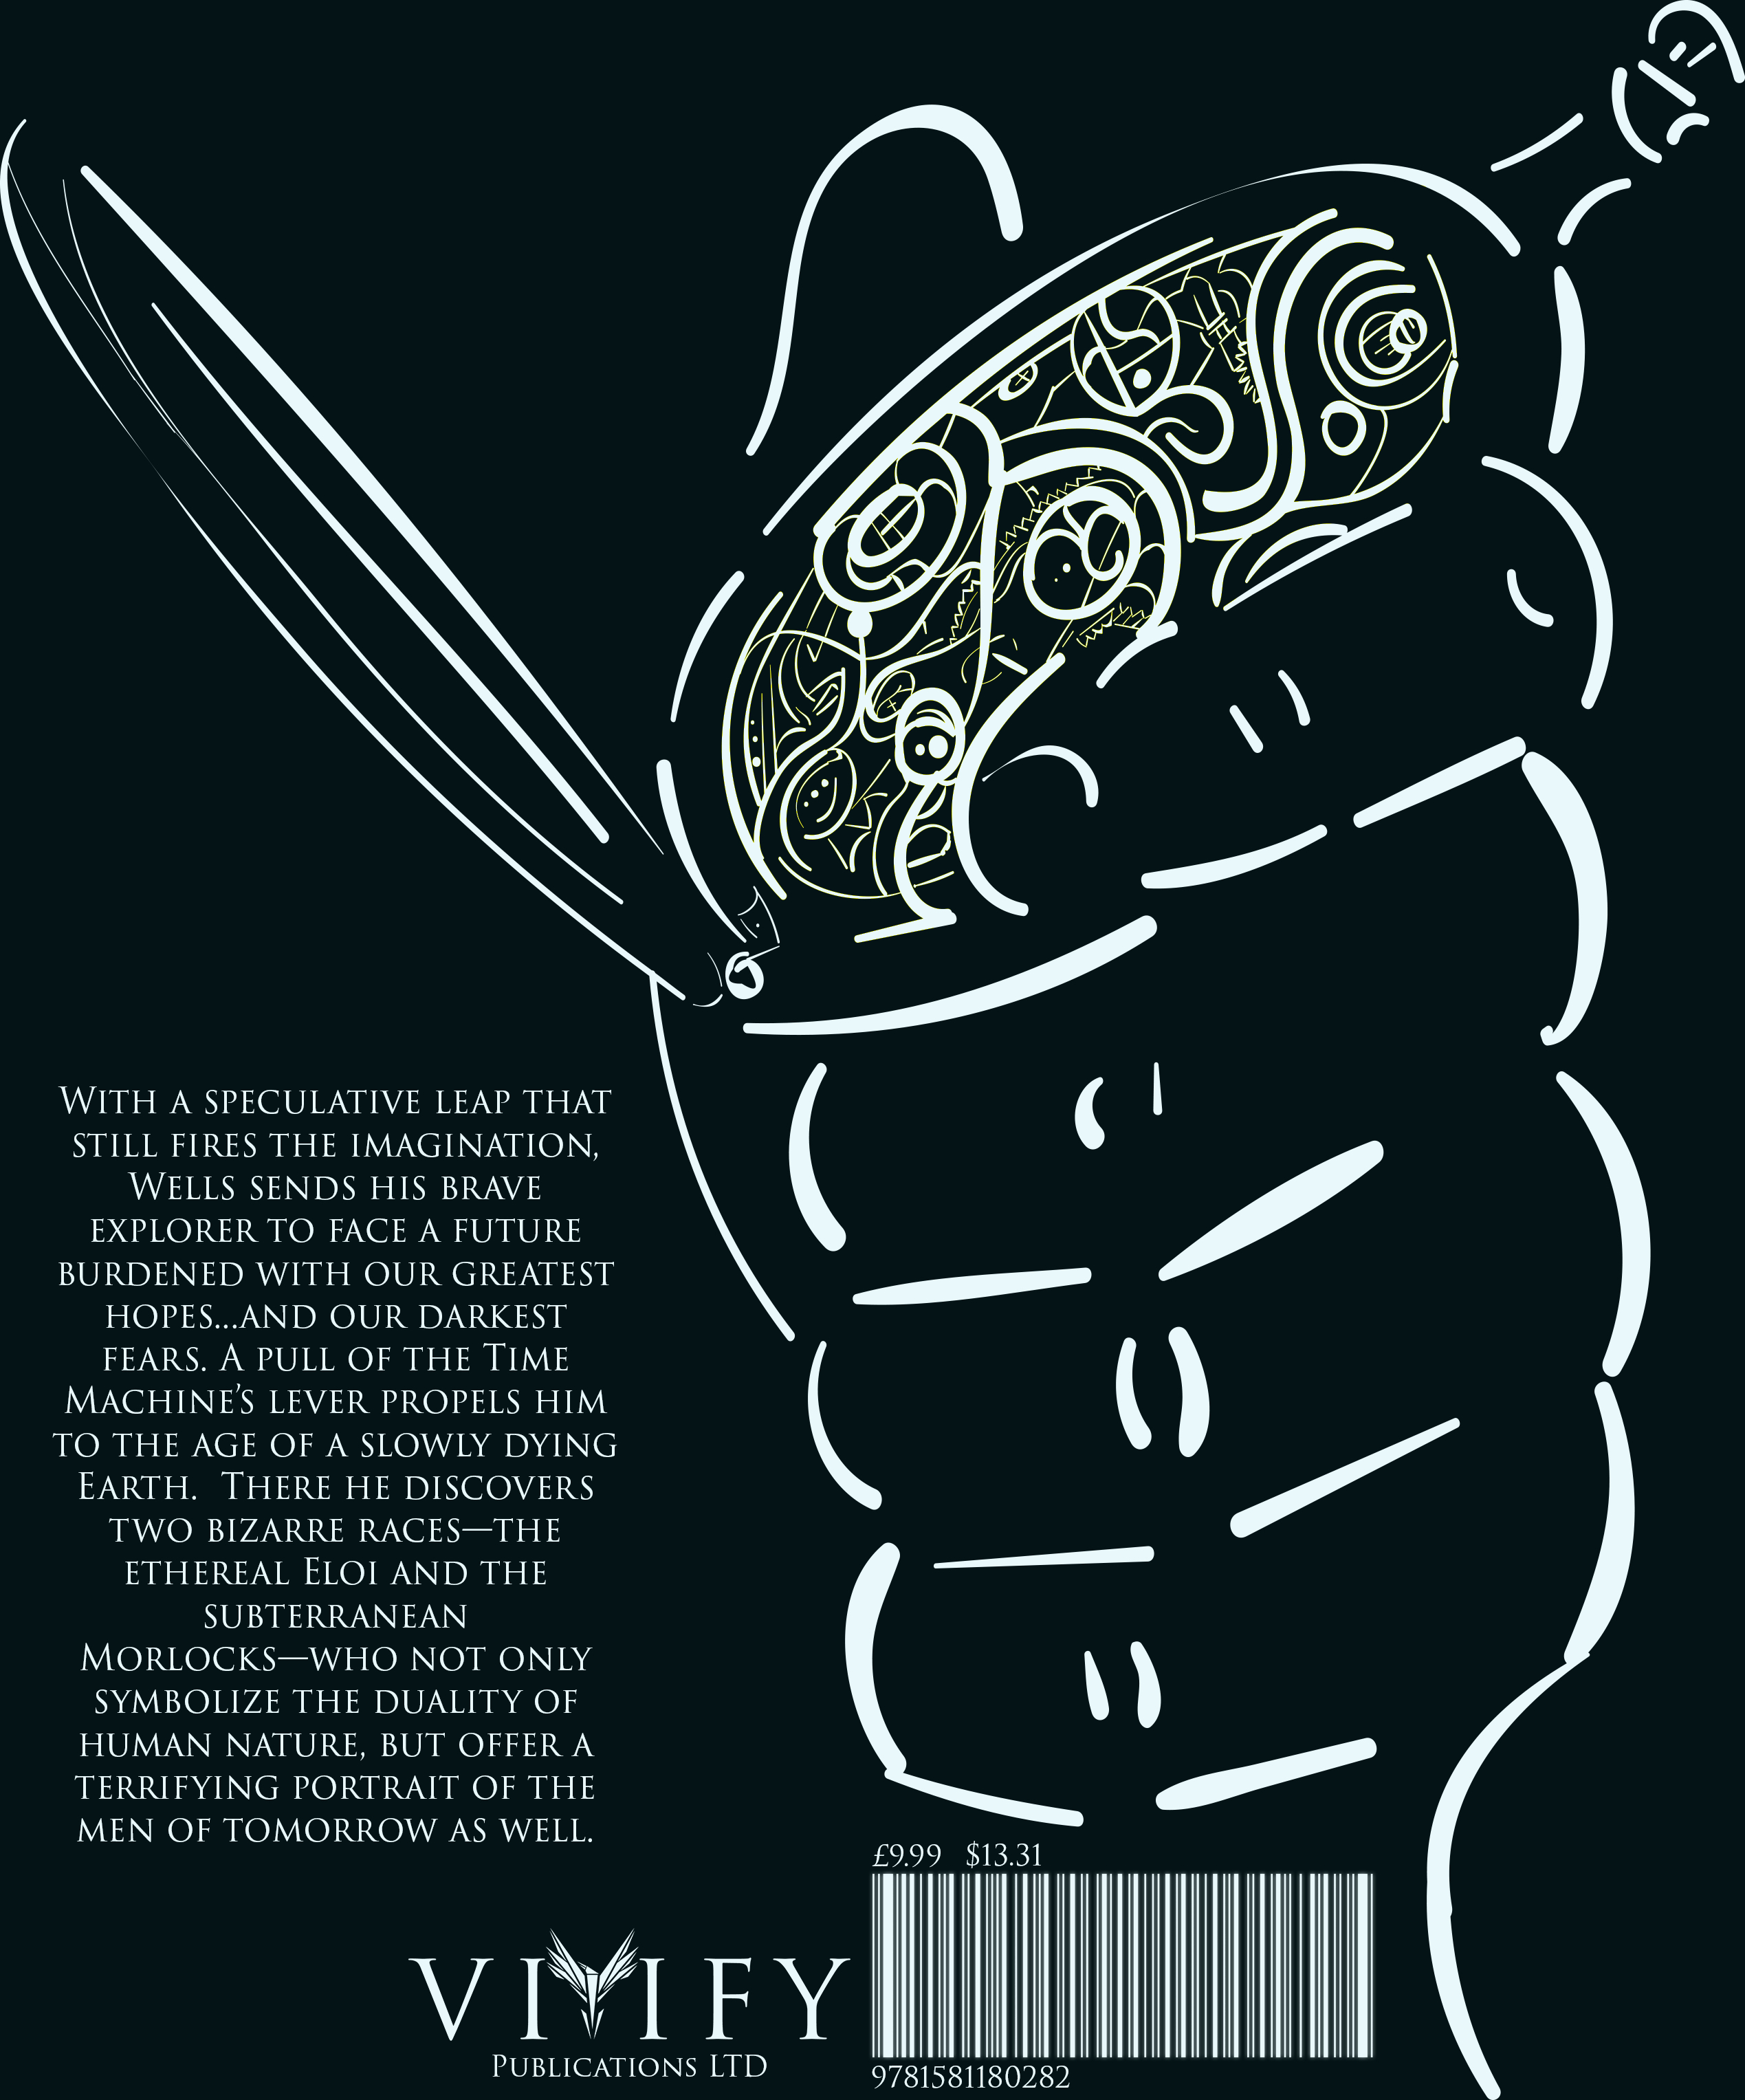 With a speculative leap that
still fires the imagination,
Wells sends his brave
explorer to face a future
burdened with our greatest
hopes...and our darkest
fears. A pull of the Time
Machine's lever propels him
to the age of a slowly dying
Earth.  There he discovers
two bizarre races—the
ethereal Eloi and the
subterranean
Morlocks—who not only
symbolize the duality of
human nature, but offer a
terrifying portrait of the
men of tomorrow as well.
£9.99 $13.31
VIVIFY
Publications LTD
9781581180282